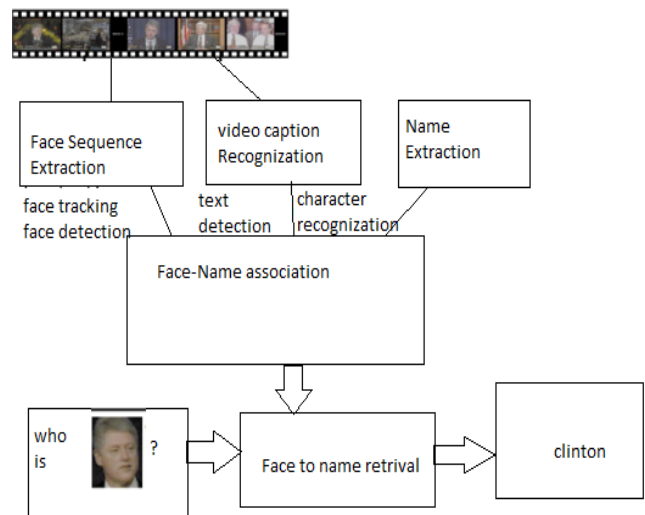 Face Sequence
Extraction
video caption
Recognization
Name
Extraction
face tracking
face detection
text
detection
character
recognization
Face-Name association
who
is
?
Face to name retrival
clinton